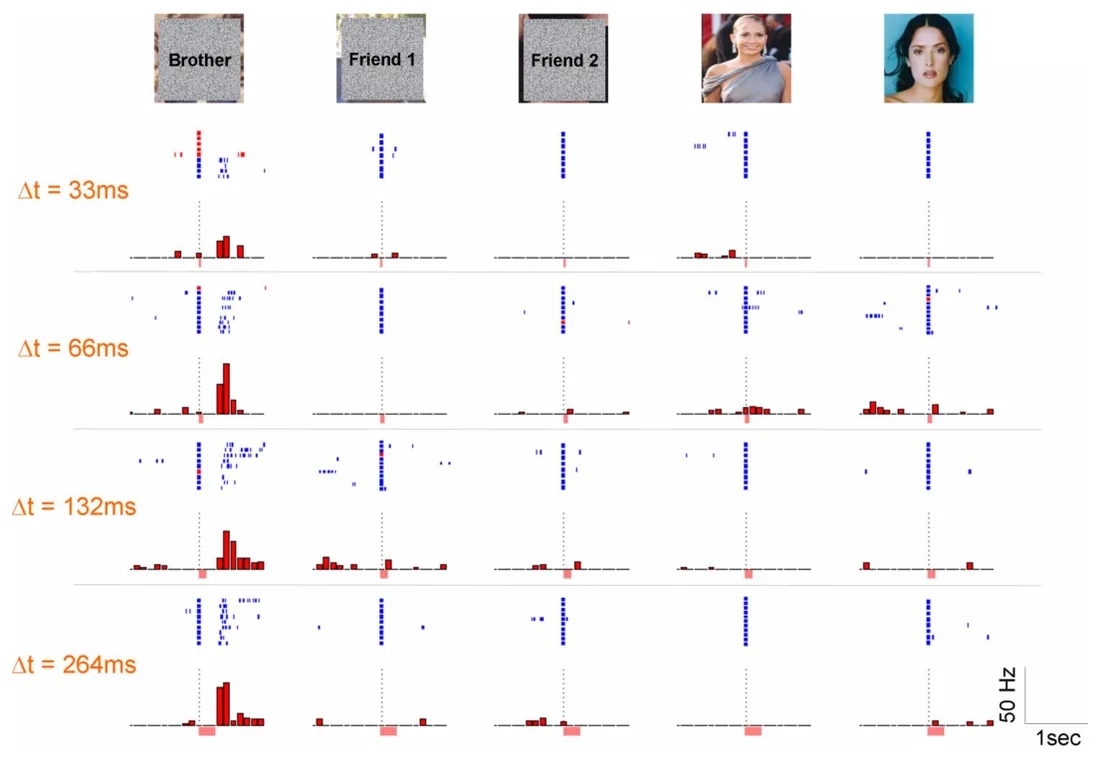 Brother
Friend 1
Friend 2
Δt = 33ms
Δt = 66ms
Δt = 132ms
Δt = 264ms
50 Hz
1sec